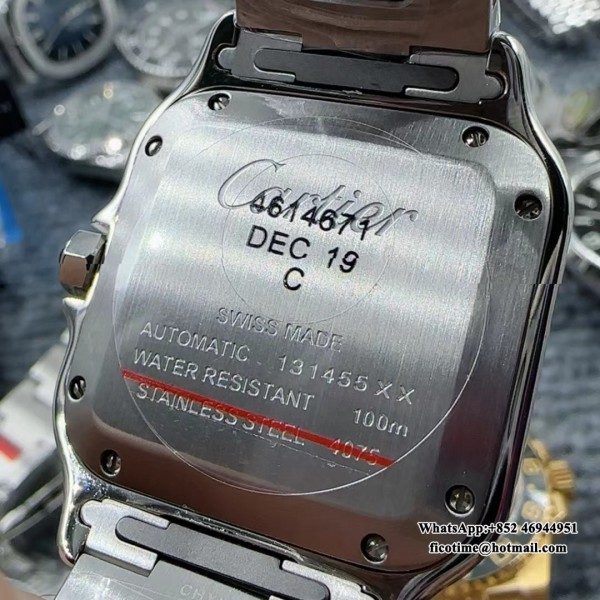 Cartier
4614671
DEC 19
C
SWISS MADE
AUTOMATIC 131455XX
WATER RESISTANT 100m
STAINLESS STEEL 4075
WhatsApp:+852 46944951
ficotime@hotmail.com